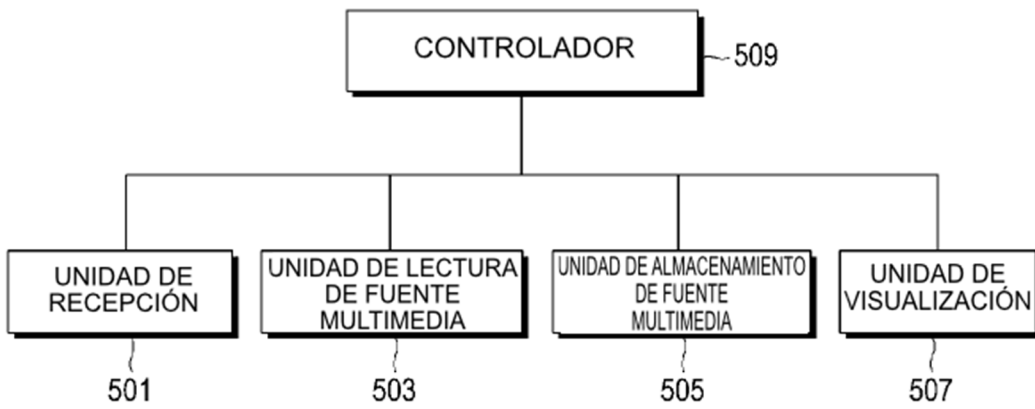 CONTROLADOR
509
UNIDAD DE
RECEPCIÓN
501
UNIDAD DE LECTURA
DE FUENTE
MULTIMEDIA
503
UNIDAD DE ALMACENAMIENTO
DE FUENTE
MULTIMEDIA
505
UNIDAD DE
VISUALIZACIÓN
507